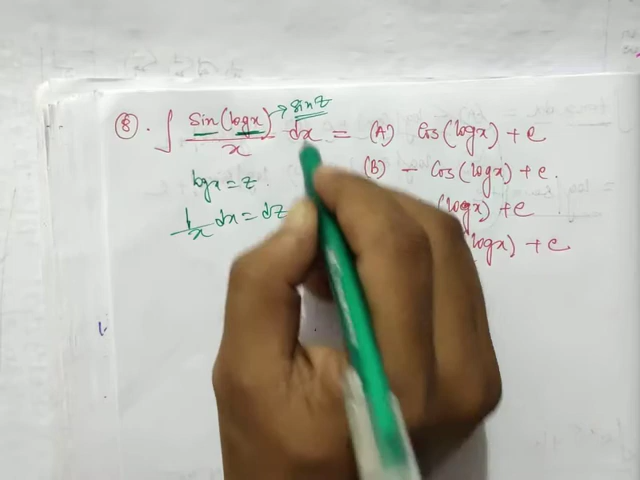 ⑧. ∫ Sin(logx)/x dx = (A) Cos(logx) + c
→ Sinz
logx = z. (B) - Cos(logx) + c.
1/x dx = dz (logx) + c.
logx) + c